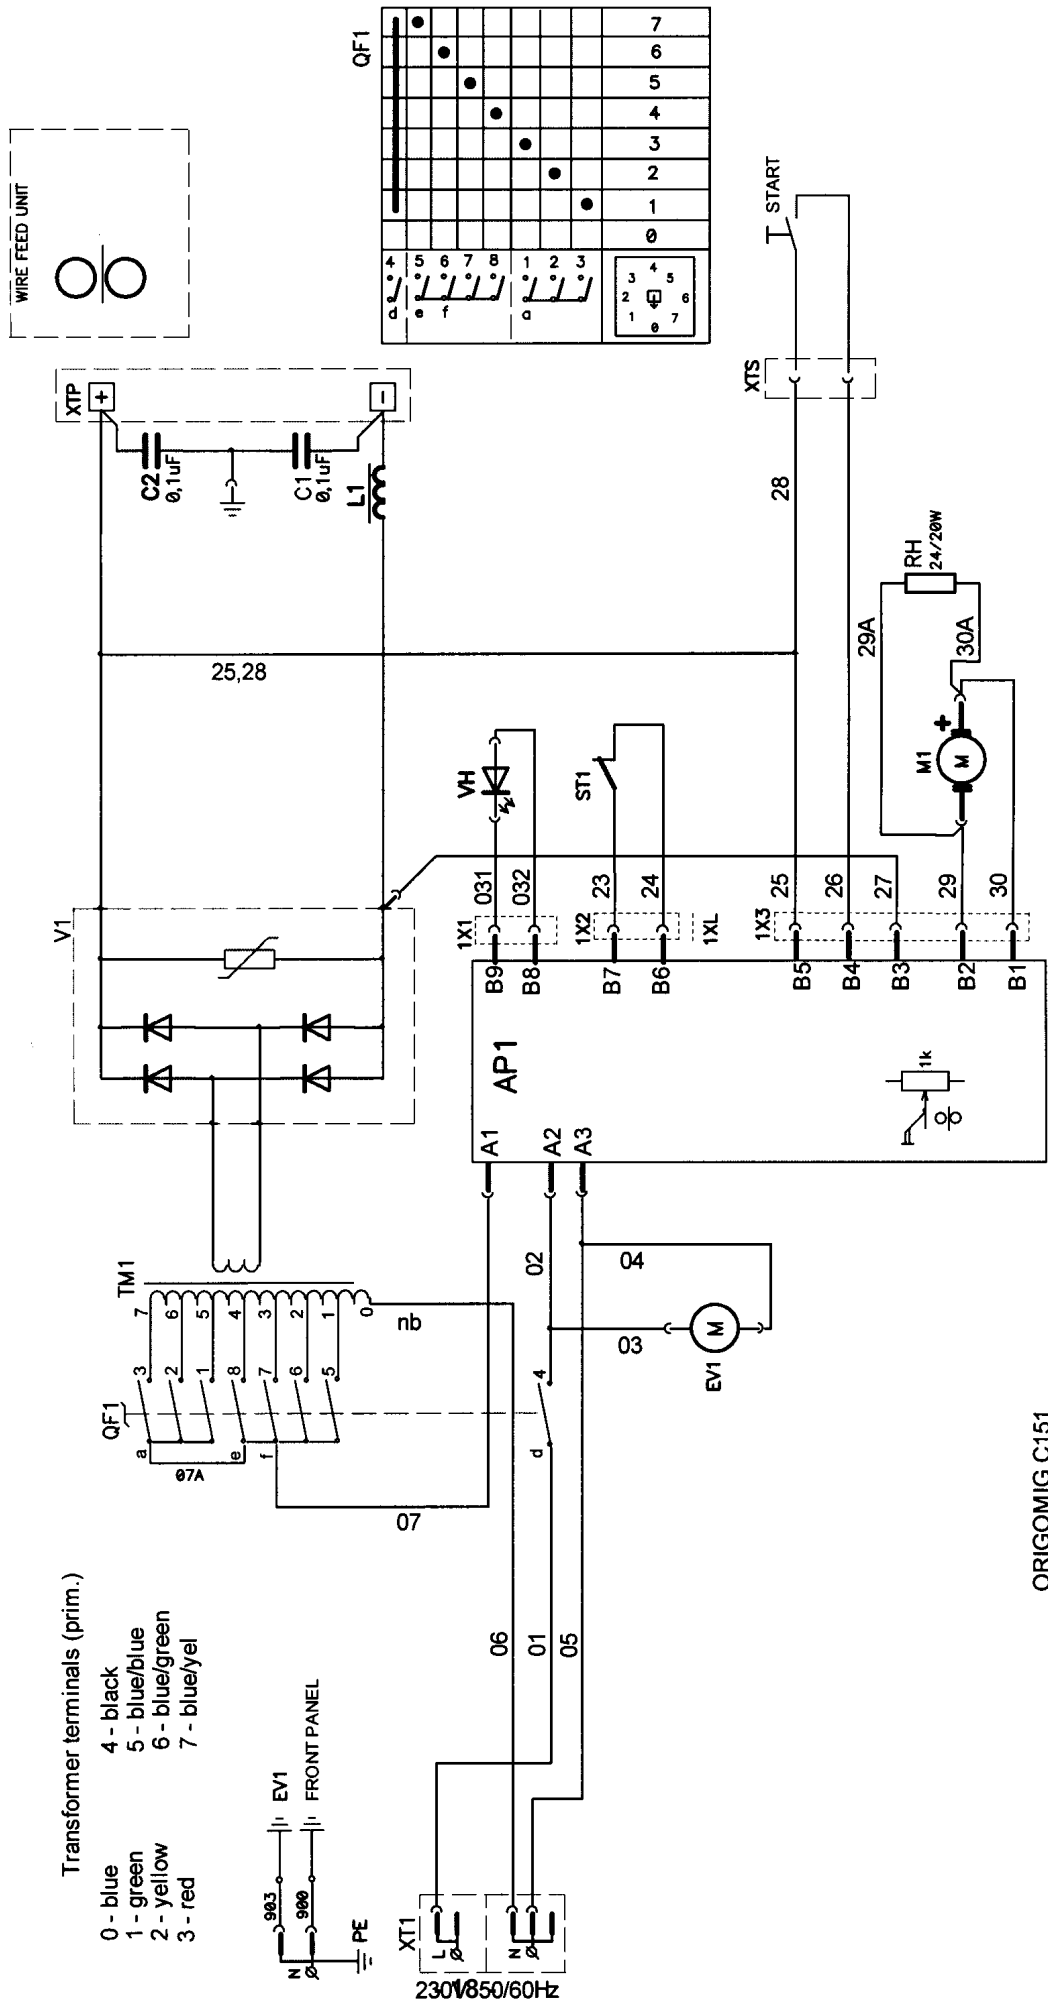 WIRE FEED UNIT
QF1
7
6
5
4
3
2
1
0
4
5
6
7
8
1
2
3
d
e
f
a
0
1
2
3
4
5
6
7
XTP
+
-
C2
0,1uF
C1
0,1uF
L1
25,28
V1
XTS
START
28
29A
30A
RH
24/20W
M1
M
+
VH
ST1
031
032
23
24
25
26
27
29
30
1X1
1X2
1XL
1X3
B9
B8
B7
B6
B5
B4
B3
B2
B1
AP1
1k
A1
A2
A3
TM1
7
6
5
4
3
2
1
0
nb
QF1
3
2
1
8
7
6
5
a
e
f
07A
07
d
4
02
03
04
EV1
M
06
01
05
Transformer terminals (prim.)
0 - blue
1 - green
2 - yellow
3 - red
4 - black
5 - blue/blue
6 - blue/green
7 - blue/yel
903
EV1
900
FRONT PANEL
N
PE
XT1
L
N
50/60Hz
ORIGOMIG C151